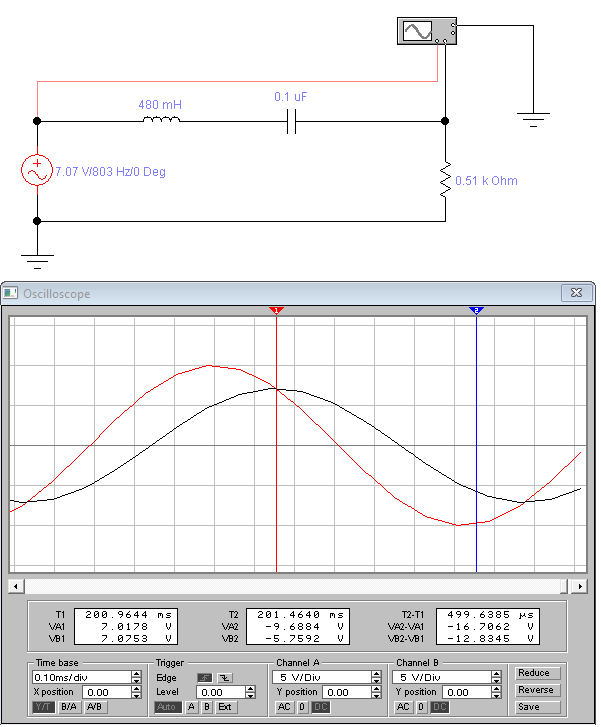 480 mH
0.1 uF
7.07 V/803 Hz/0 Deg
0.51 k Ohm
Oscilloscope
1 2
T1 200.9644 ms T2 201.4640 ms T2-T1 499.6385 µs
VA1 7.0178 V VA2 -9.6884 V VA2-VA1 -16.7062 V
VB1 7.0753 V VB2 -5.7592 V VB2-VB1 -12.8345 V
Time base Trigger Channel A Channel B
0.10ms/div Edge 5 V/Div 5 V/Div Reduce
X position 0.00 Level 0.00 Y position 0.00 Y position 0.00 Reverse
Y/T B/A A/B Auto A B Ext AC 0 DC AC 0 DC Save